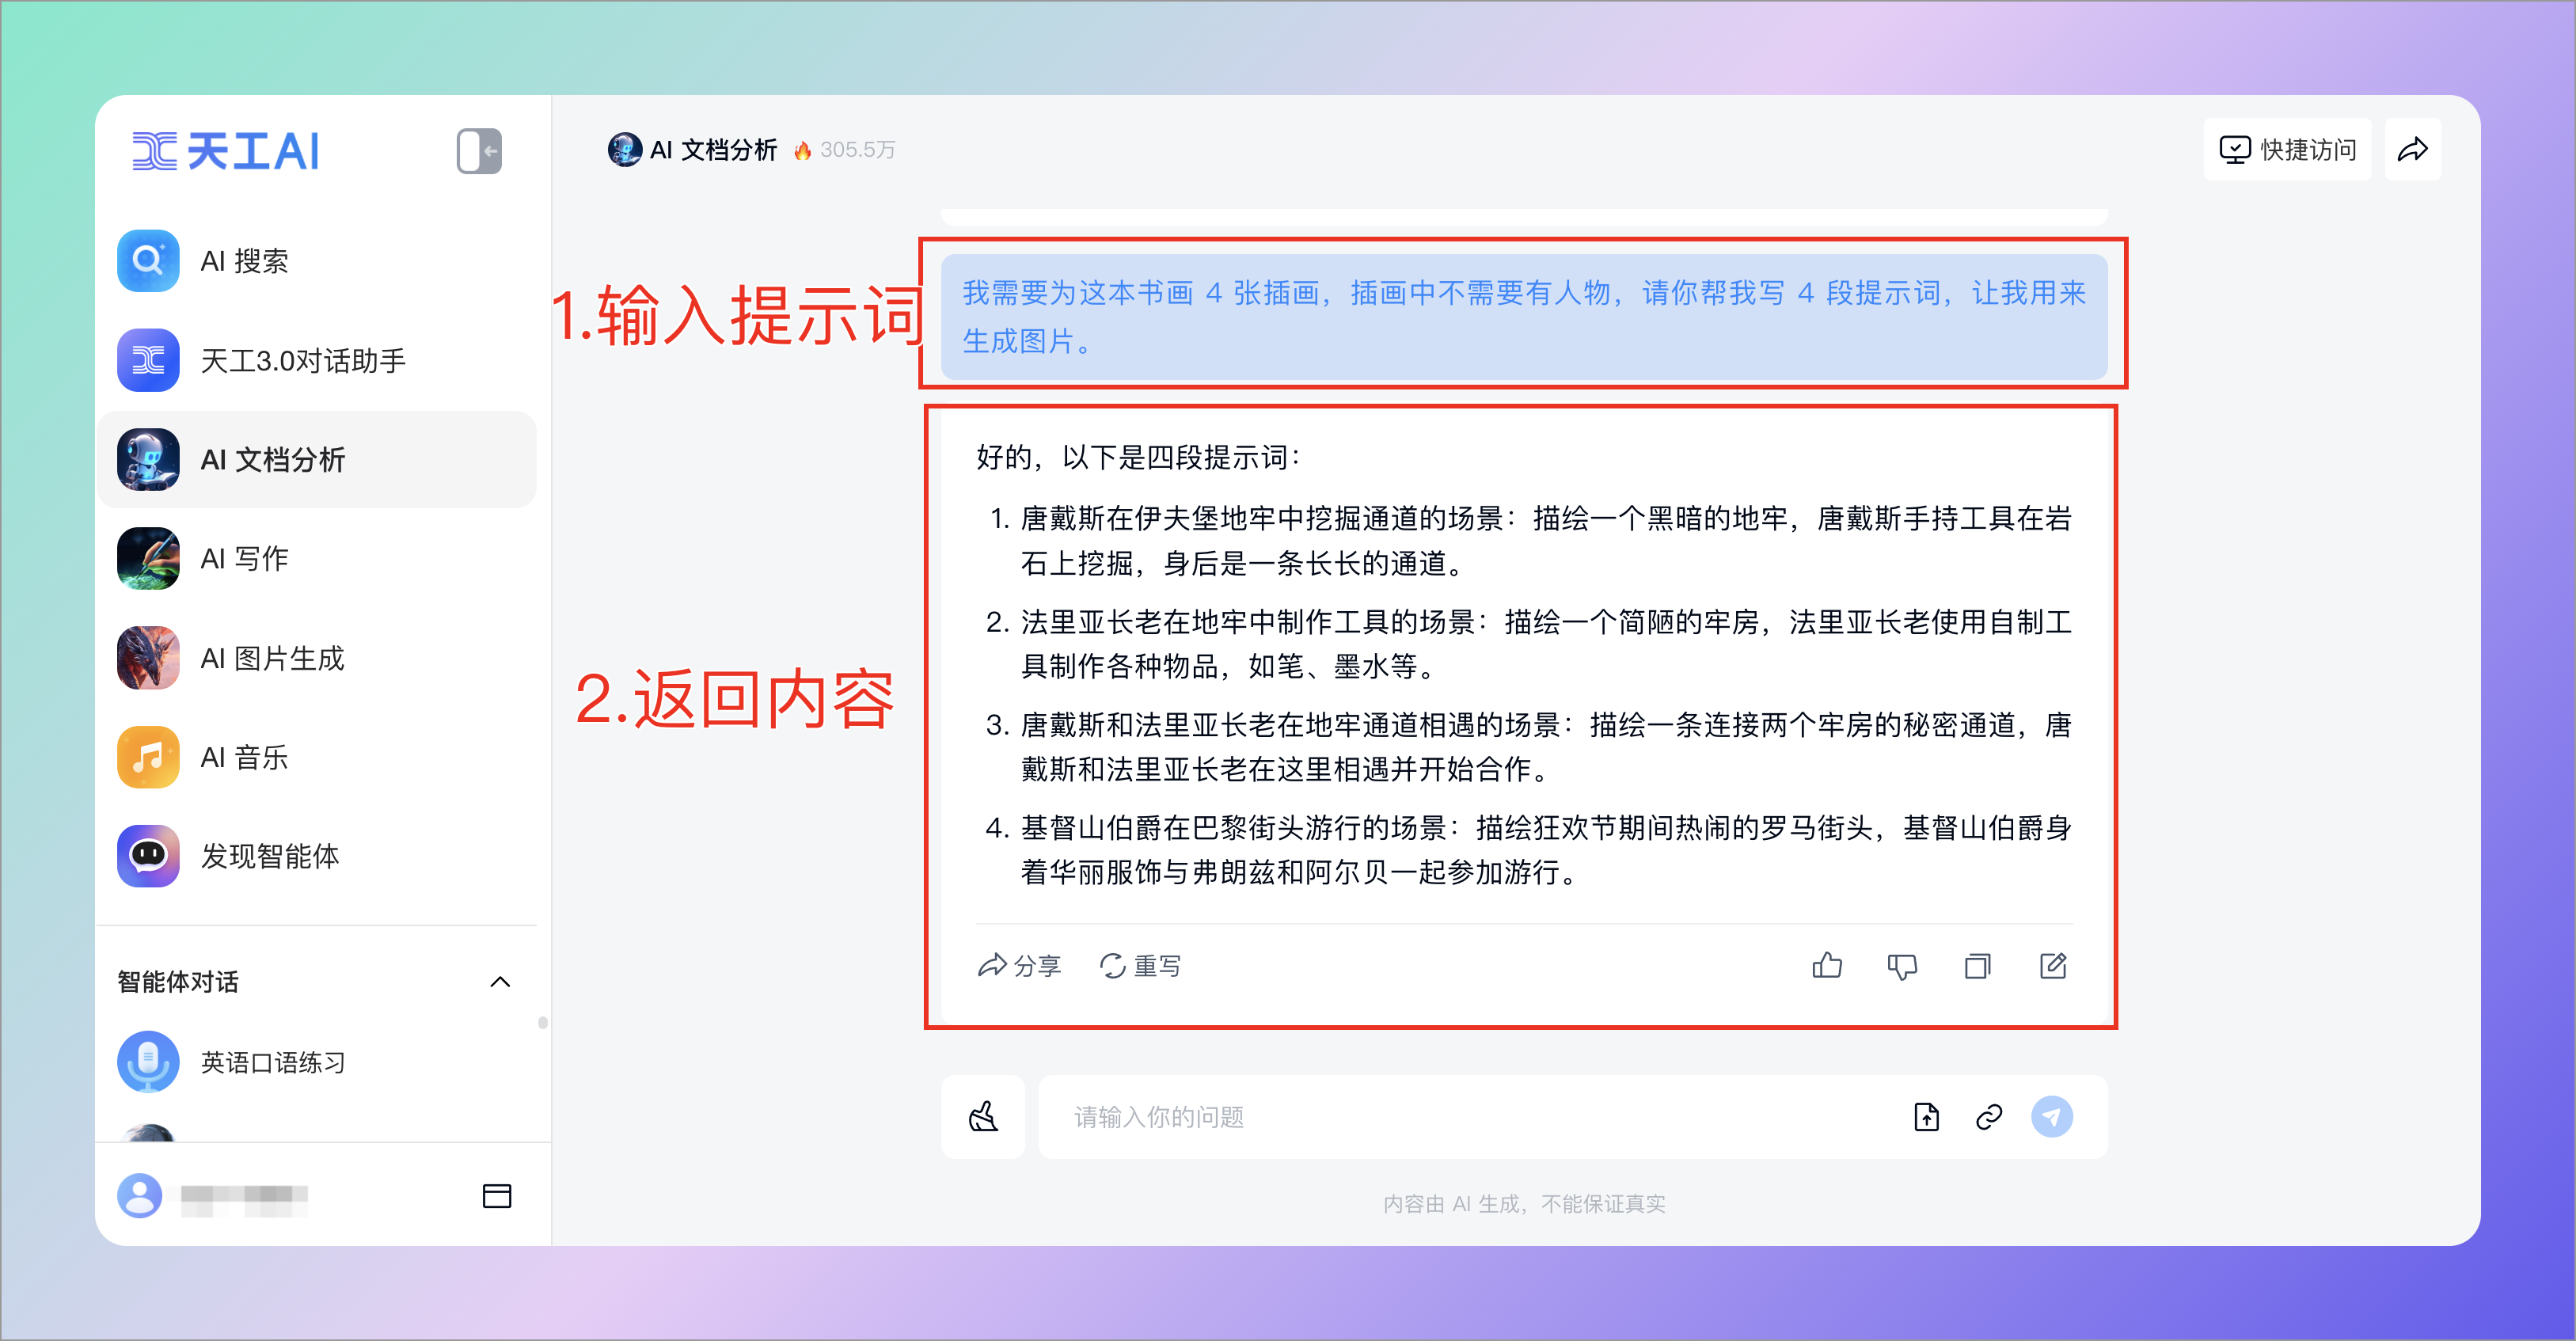 天工AI
AI 搜索
天工3.0对话助手
AI 文档分析
AI 写作
AI 图片生成
AI 音乐
发现智能体
智能体对话
英语口语练习
AI 文档分析 305.5万
快捷访问
1.输入提示词
我需要为这本书画 4 张插画，插画中不需要有人物，请你帮我写 4 段提示词，让我用来
生成图片。
2.返回内容
好的，以下是四段提示词：
1. 唐戴斯在伊夫堡地牢中挖掘通道的场景：描绘一个黑暗的地牢，唐戴斯手持工具在岩
石上挖掘，身后是一条长长的通道。
2. 法里亚长老在地牢中制作工具的场景：描绘一个简陋的牢房，法里亚长老使用自制工
具制作各种物品，如笔、墨水等。
3. 唐戴斯和法里亚长老在地牢通道相遇的场景：描绘一条连接两个牢房的秘密通道，唐
戴斯和法里亚长老在这里相遇并开始合作。
4. 基督山伯爵在巴黎街头游行的场景：描绘狂欢节期间热闹的罗马街头，基督山伯爵身
着华丽服饰与弗朗兹和阿尔贝一起参加游行。
分享 重写
请输入你的问题
内容由 AI 生成，不能保证真实